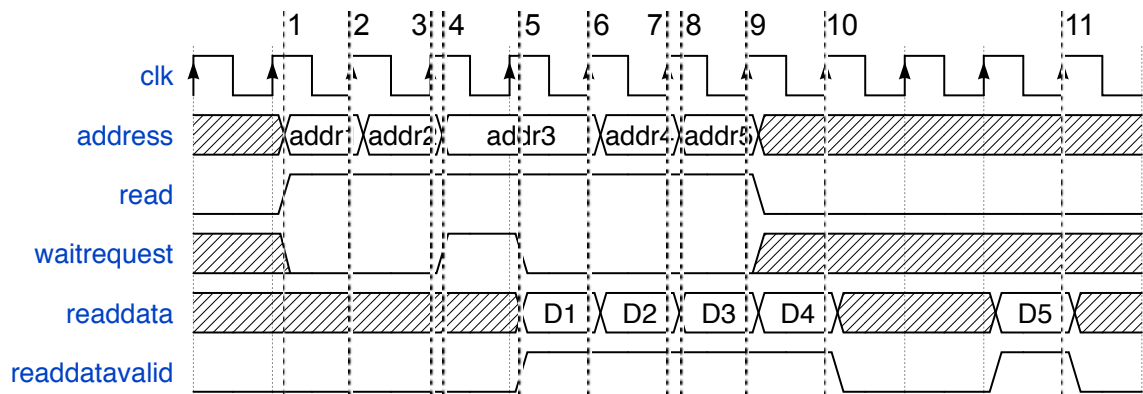 1 2 3 4 5 6 7 8 9 10 11
clk
address addr1 addr2 addr3 addr4 addr5
read
waitrequest
readdata D1 D2 D3 D4 D5
readdatavalid